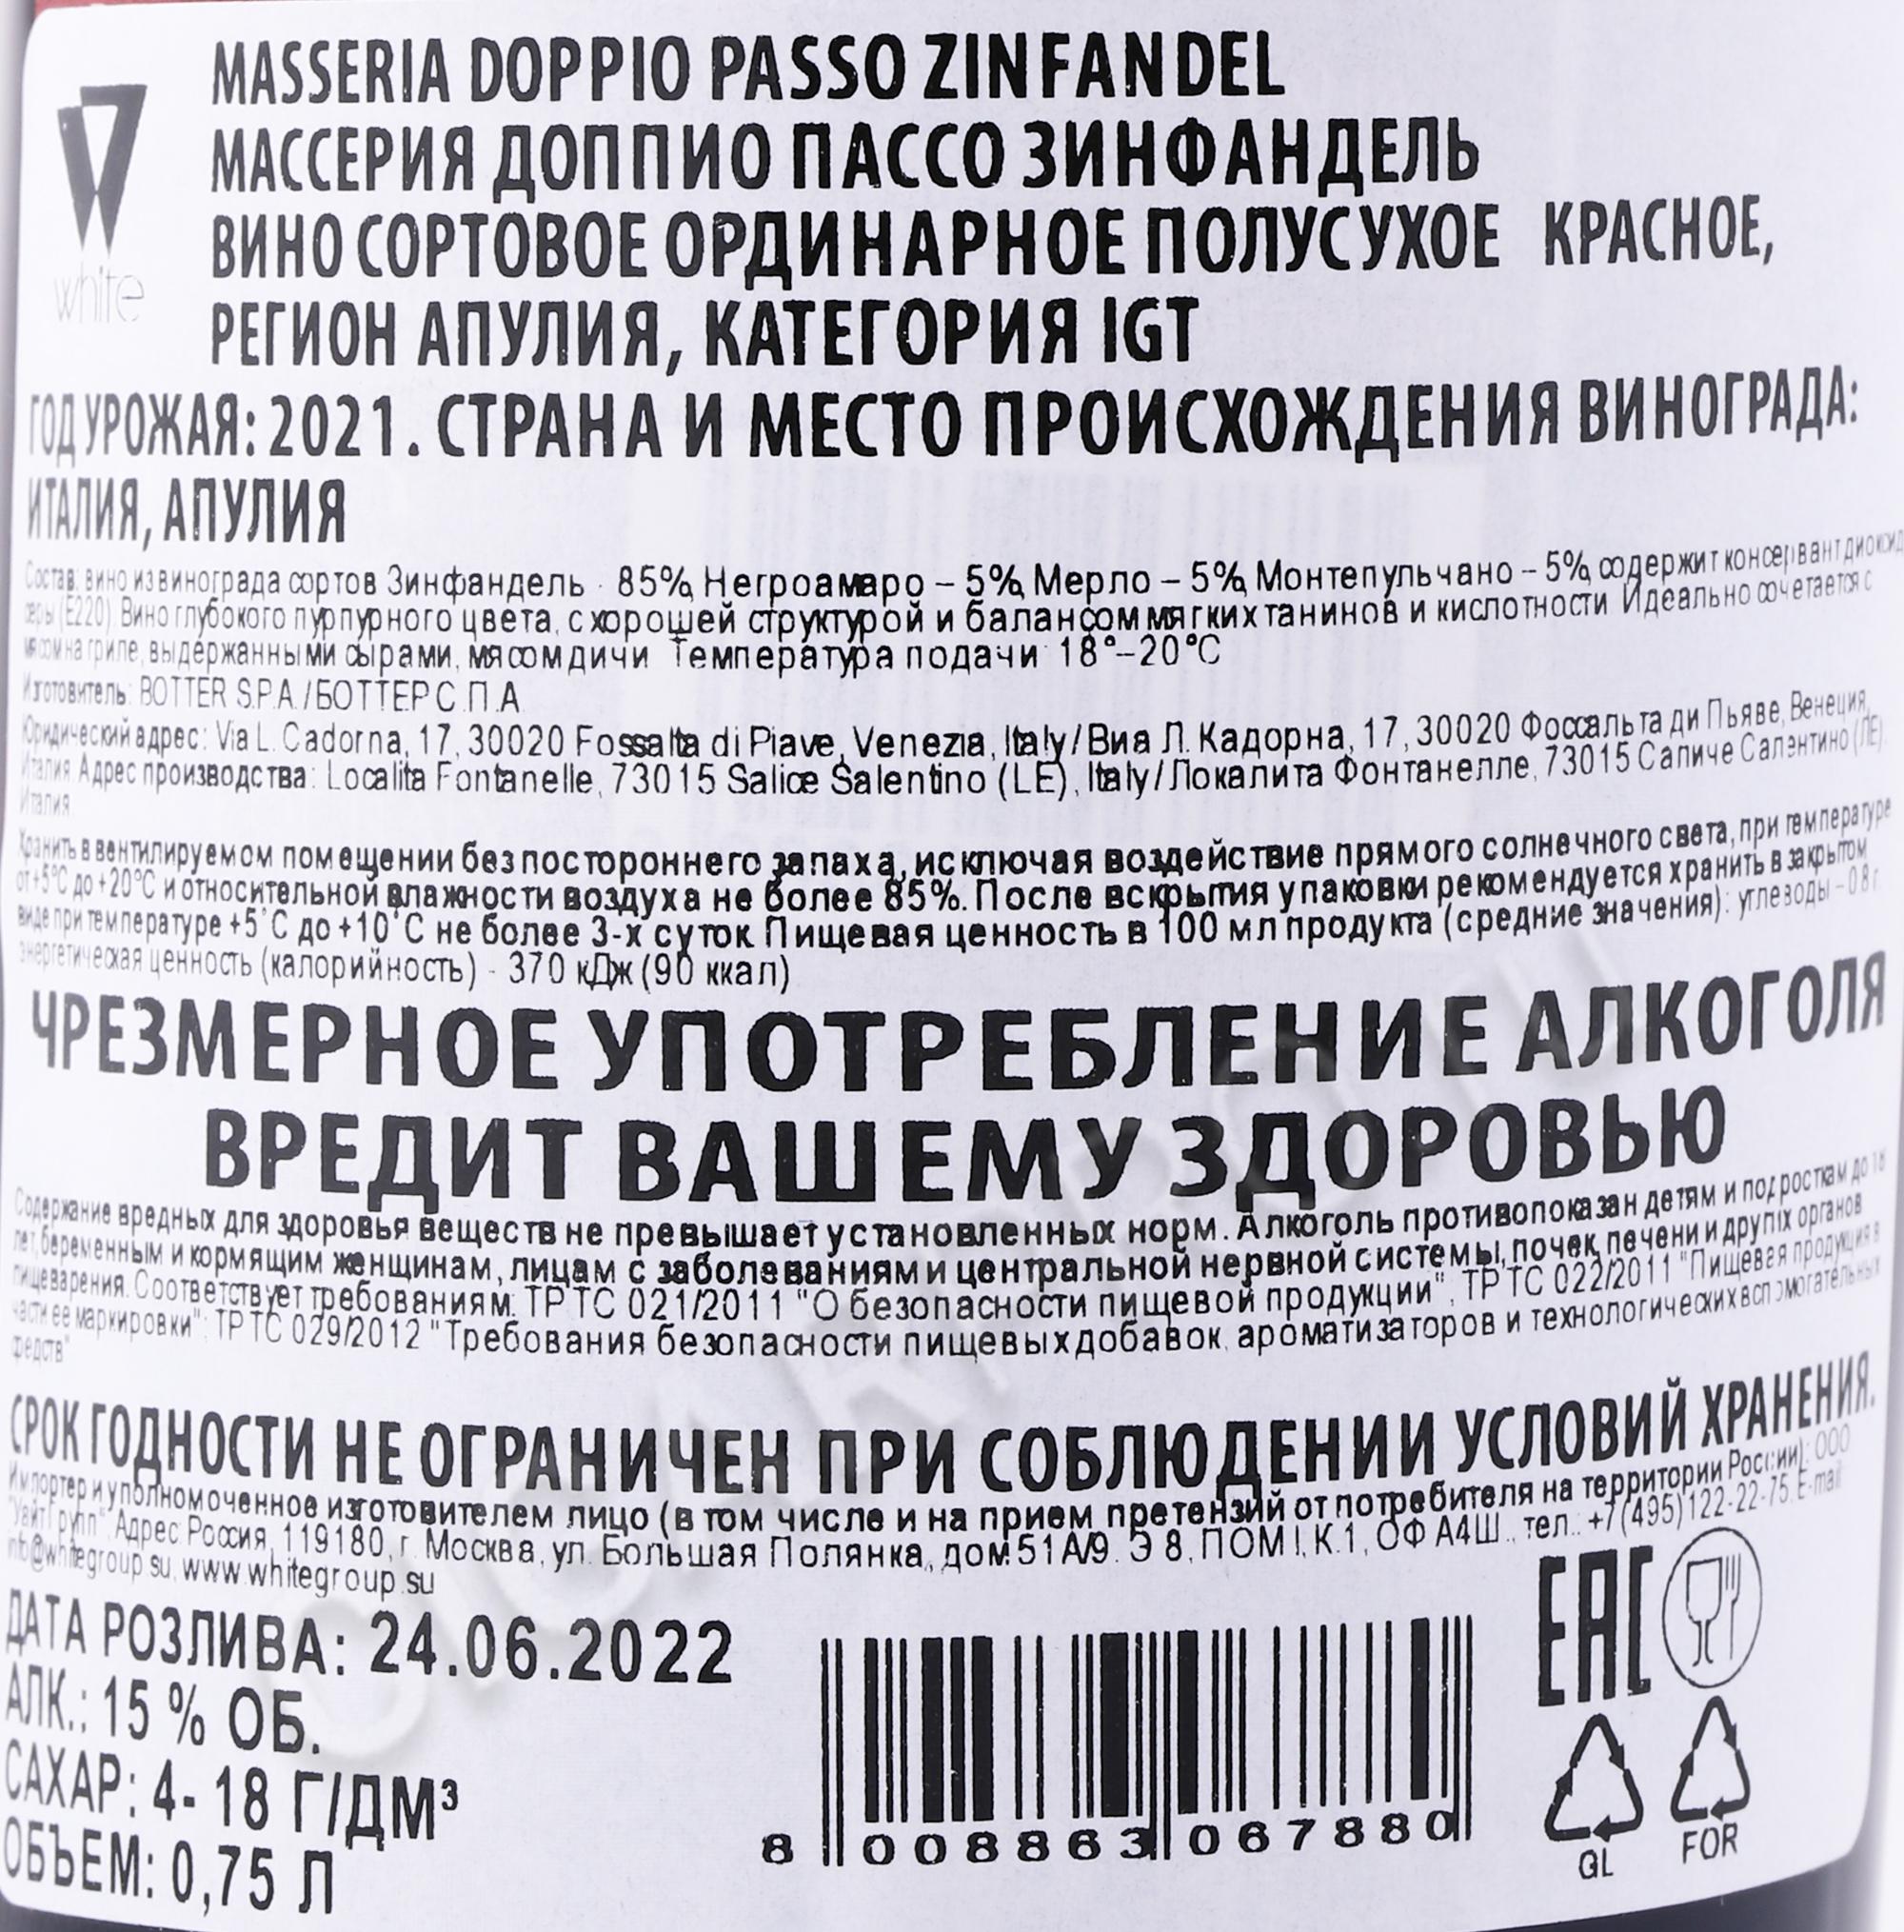 MASSERIA DOPPIO PASSO ZINFANDEL
МАССЕРИЯ ДОППИО ПАССО ЗИНФАНДЕЛЬ
white
ВИНО СОРТОВОЕ ОРДИНАРНОЕ ПОЛУСУХОЕ КРАСНОЕ,
РЕГИОН АПУЛИЯ, КАТЕГОРИЯ IGT
ГОД УРОЖАЯ: 2021. СТРАНА И МЕСТО ПРОИСХОЖДЕНИЯ ВИНОГРАДА:
ИТАЛИЯ, АПУЛИЯ
Состав: вино из винограда сортов Зинфандель - 85%, Негроамаро – 5%, Мерло – 5%, Монтепульчано – 5%, содержит консервант диоксид
серы (Е220). Вино глубокого пурпурного цвета, с хорошей структурой и балансом мягких танинов и кислотности. Идеально сочетается с
мясом на гриле, выдержанными сырами, мясом дичи. Температура подачи: 18°–20°С
Изготовитель: BOTTER S.P.A. / БОТТЕР С.П.А.
Юридический адрес: Via L. Cadorna, 17, 30020 Fossalta di Piave, Venezia, Italy / Виа Л. Кадорна, 17, 30020 Фоссальта ди Пьяве, Венеция,
Италия. Адрес производства: Localita Fontanelle, 73015 Salice Salentino (LE), Italy / Локалита Фонтанелле, 73015 Саличе Салентино (ЛЕ),
Италия
Хранить в вентилируемом помещении без постороннего запаха, исключая воздействие прямого солнечного света, при температуре
от +5°С до +20°С и относительной влажности воздуха не более 85%. После вскрытия упаковки рекомендуется хранить в закрытом
виде при температуре +5°С до +10°С не более 3-х суток. Пищевая ценность в 100 мл продукта (средние значения): углеводы – 0.8 г,
энергетическая ценность (калорийность) - 370 кДж (90 ккал)
ЧРЕЗМЕРНОЕ УПОТРЕБЛЕНИЕ АЛКОГОЛЯ
ВРЕДИТ ВАШЕМУ ЗДОРОВЬЮ
Содержание вредных для здоровья веществ не превышает установленных норм. Алкоголь противопоказан детям и подросткам до 18
лет, беременным и кормящим женщинам, лицам с заболеваниями центральной нервной системы, почек, печени и других органов
пищеварения. Соответствует требованиям: ТР ТС 021/2011 "О безопасности пищевой продукции", ТР ТС 022/2011 "Пищевая продукция в
части ее маркировки"; ТР ТС 029/2012 "Требования безопасности пищевых добавок, ароматизаторов и технологических вспомогательных
средств"
СРОК ГОДНОСТИ НЕ ОГРАНИЧЕН ПРИ СОБЛЮДЕНИИ УСЛОВИЙ ХРАНЕНИЯ.
Импортер и уполномоченное изготовителем лицо (в том числе и на прием претензий от потребителя на территории России): ООО
"Уайт Групп". Адрес: Россия, 119180, г. Москва, ул. Большая Полянка, дом 51А/9. Э 8, ПОМ I, К.1, ОФ А4Ш., тел.: +7 (495) 122-22-75. E-mail:
info@whitegroup.su, www.whitegroup.su
ДАТА РОЗЛИВА: 24.06.2022
АЛК.: 15 % ОБ.
САХАР: 4- 18 Г/ДМ³
ОБЪЕМ: 0,75 Л
8 008863 067880
EAC
GL
FOR
CIGARPRO.RU